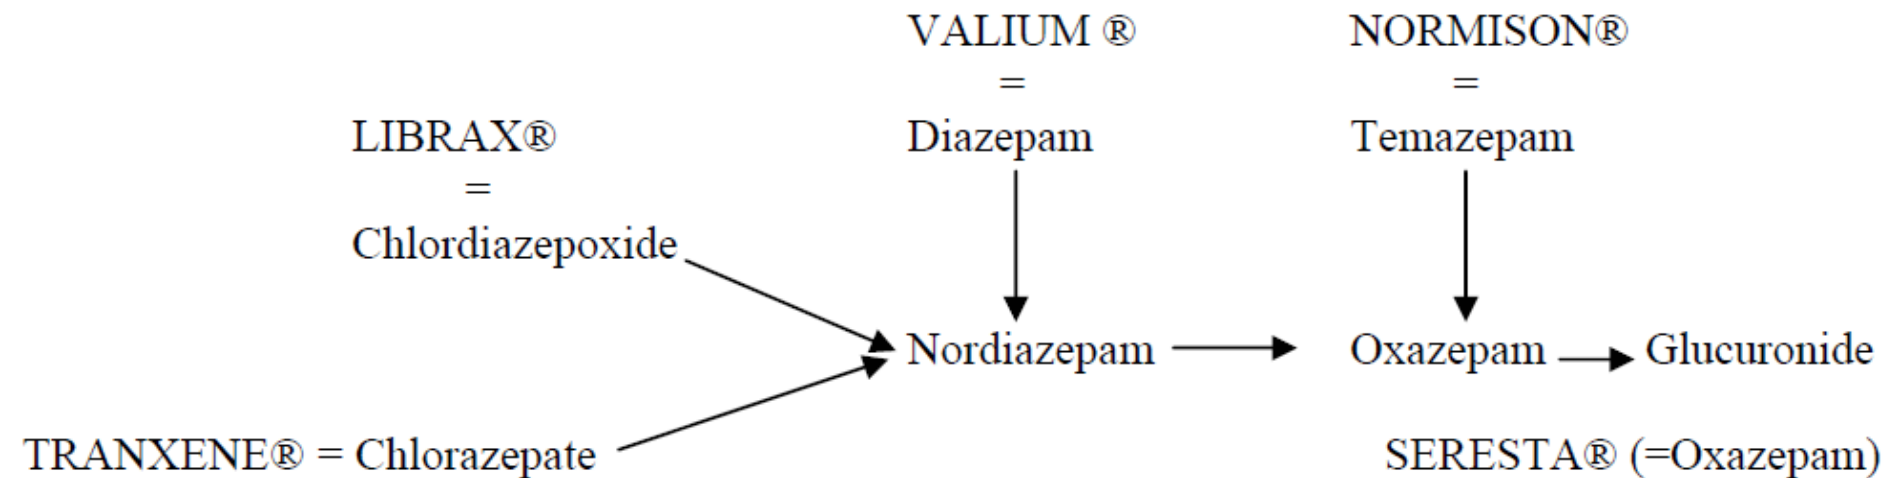 VALIUM ® NORMISON®
= =
LIBRAX® Diazepam Temazepam
=
Chlordiazepoxide
Nordiazepam Oxazepam Glucuronide
TRANXENE® = Chlorazepate SERESTA® (=Oxazepam)